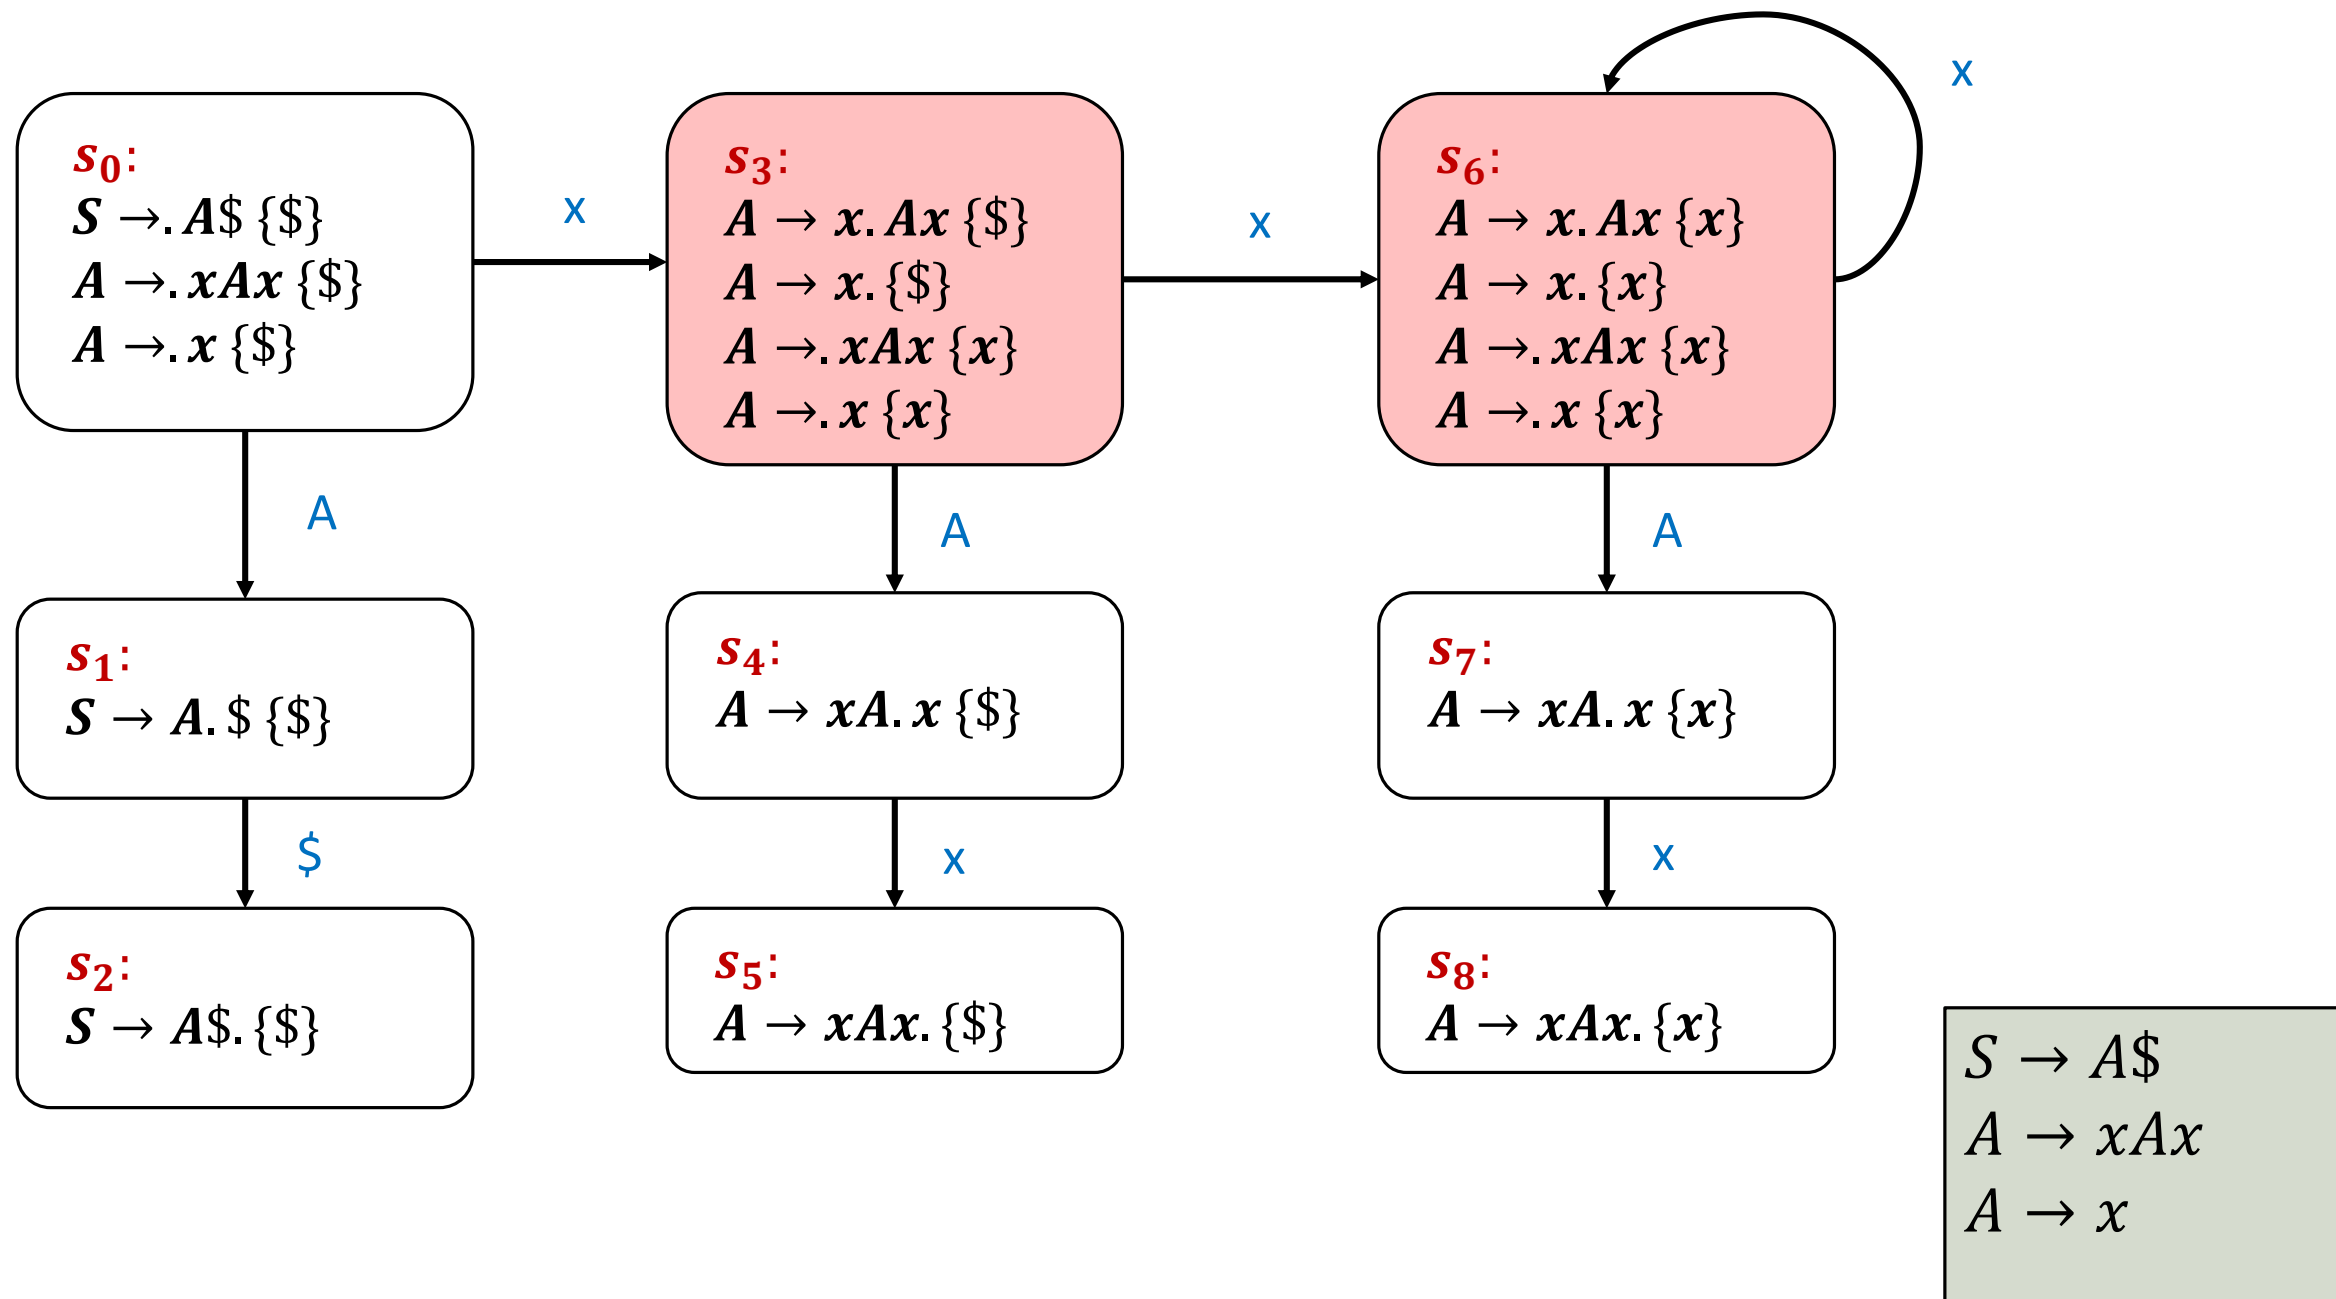 s₀:
S →. A$ {$}
A →. xAx {$}
A →. x {$}
x
s₃:
A → x. Ax {$}
A → x. {$}
A →. xAx {x}
A →. x {x}
x
s₆:
A → x. Ax {x}
A → x. {x}
A →. xAx {x}
A →. x {x}
x
A
A
A
s₁:
S → A. $ {$}
s₄:
A → xA. x {$}
s₇:
A → xA. x {x}
$
x
x
s₂:
S → A$. {$}
s₅:
A → xAx. {$}
s₈:
A → xAx. {x}
S → A$
A → xAx
A → x